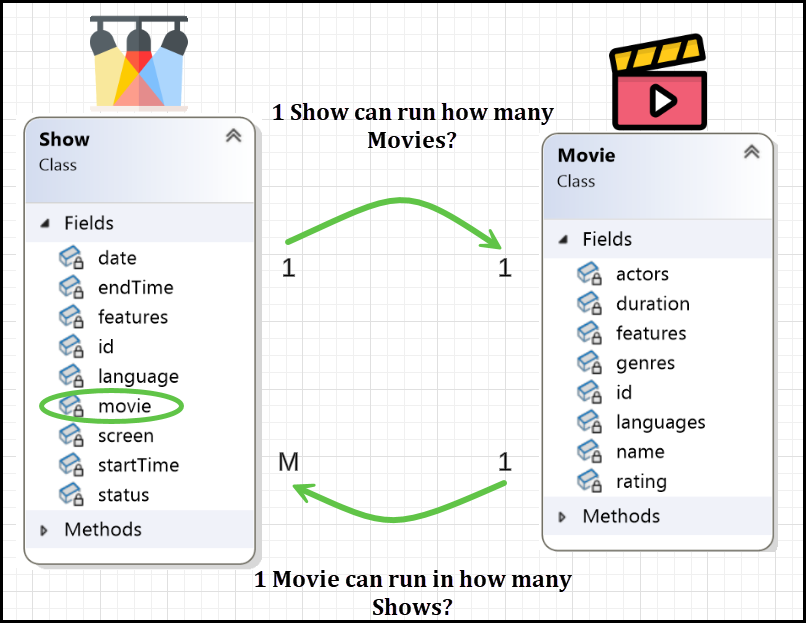 1 Show can run how many
Movies?
Show
Class
Fields
date
endTime
features
id
language
movie
screen
startTime
status
Methods
1
1
M
1
Movie
Class
Fields
actors
duration
features
genres
id
languages
name
rating
Methods
1 Movie can run in how many
Shows?